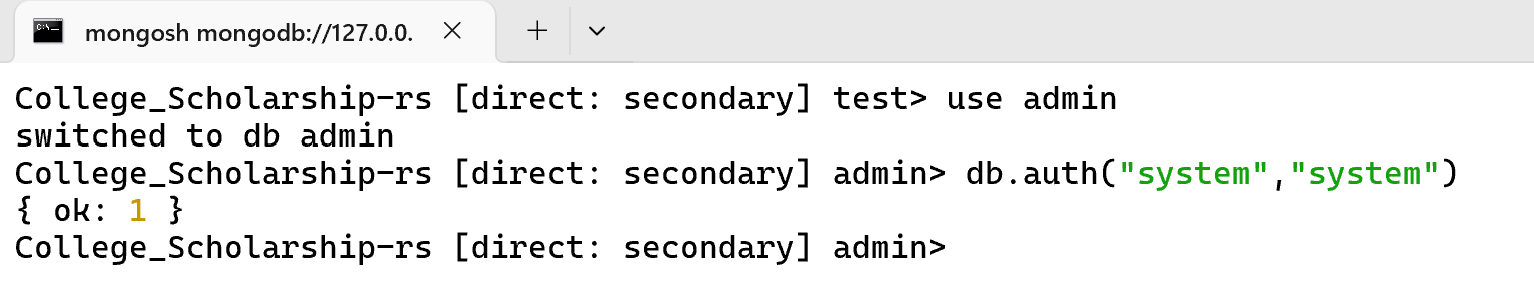 mongosh mongodb://127.0.0.
College_Scholarship-rs [direct: secondary] test> use admin
switched to db admin
College_Scholarship-rs [direct: secondary] admin> db.auth("system","system")
{ ok: 1 }
College_Scholarship-rs [direct: secondary] admin>